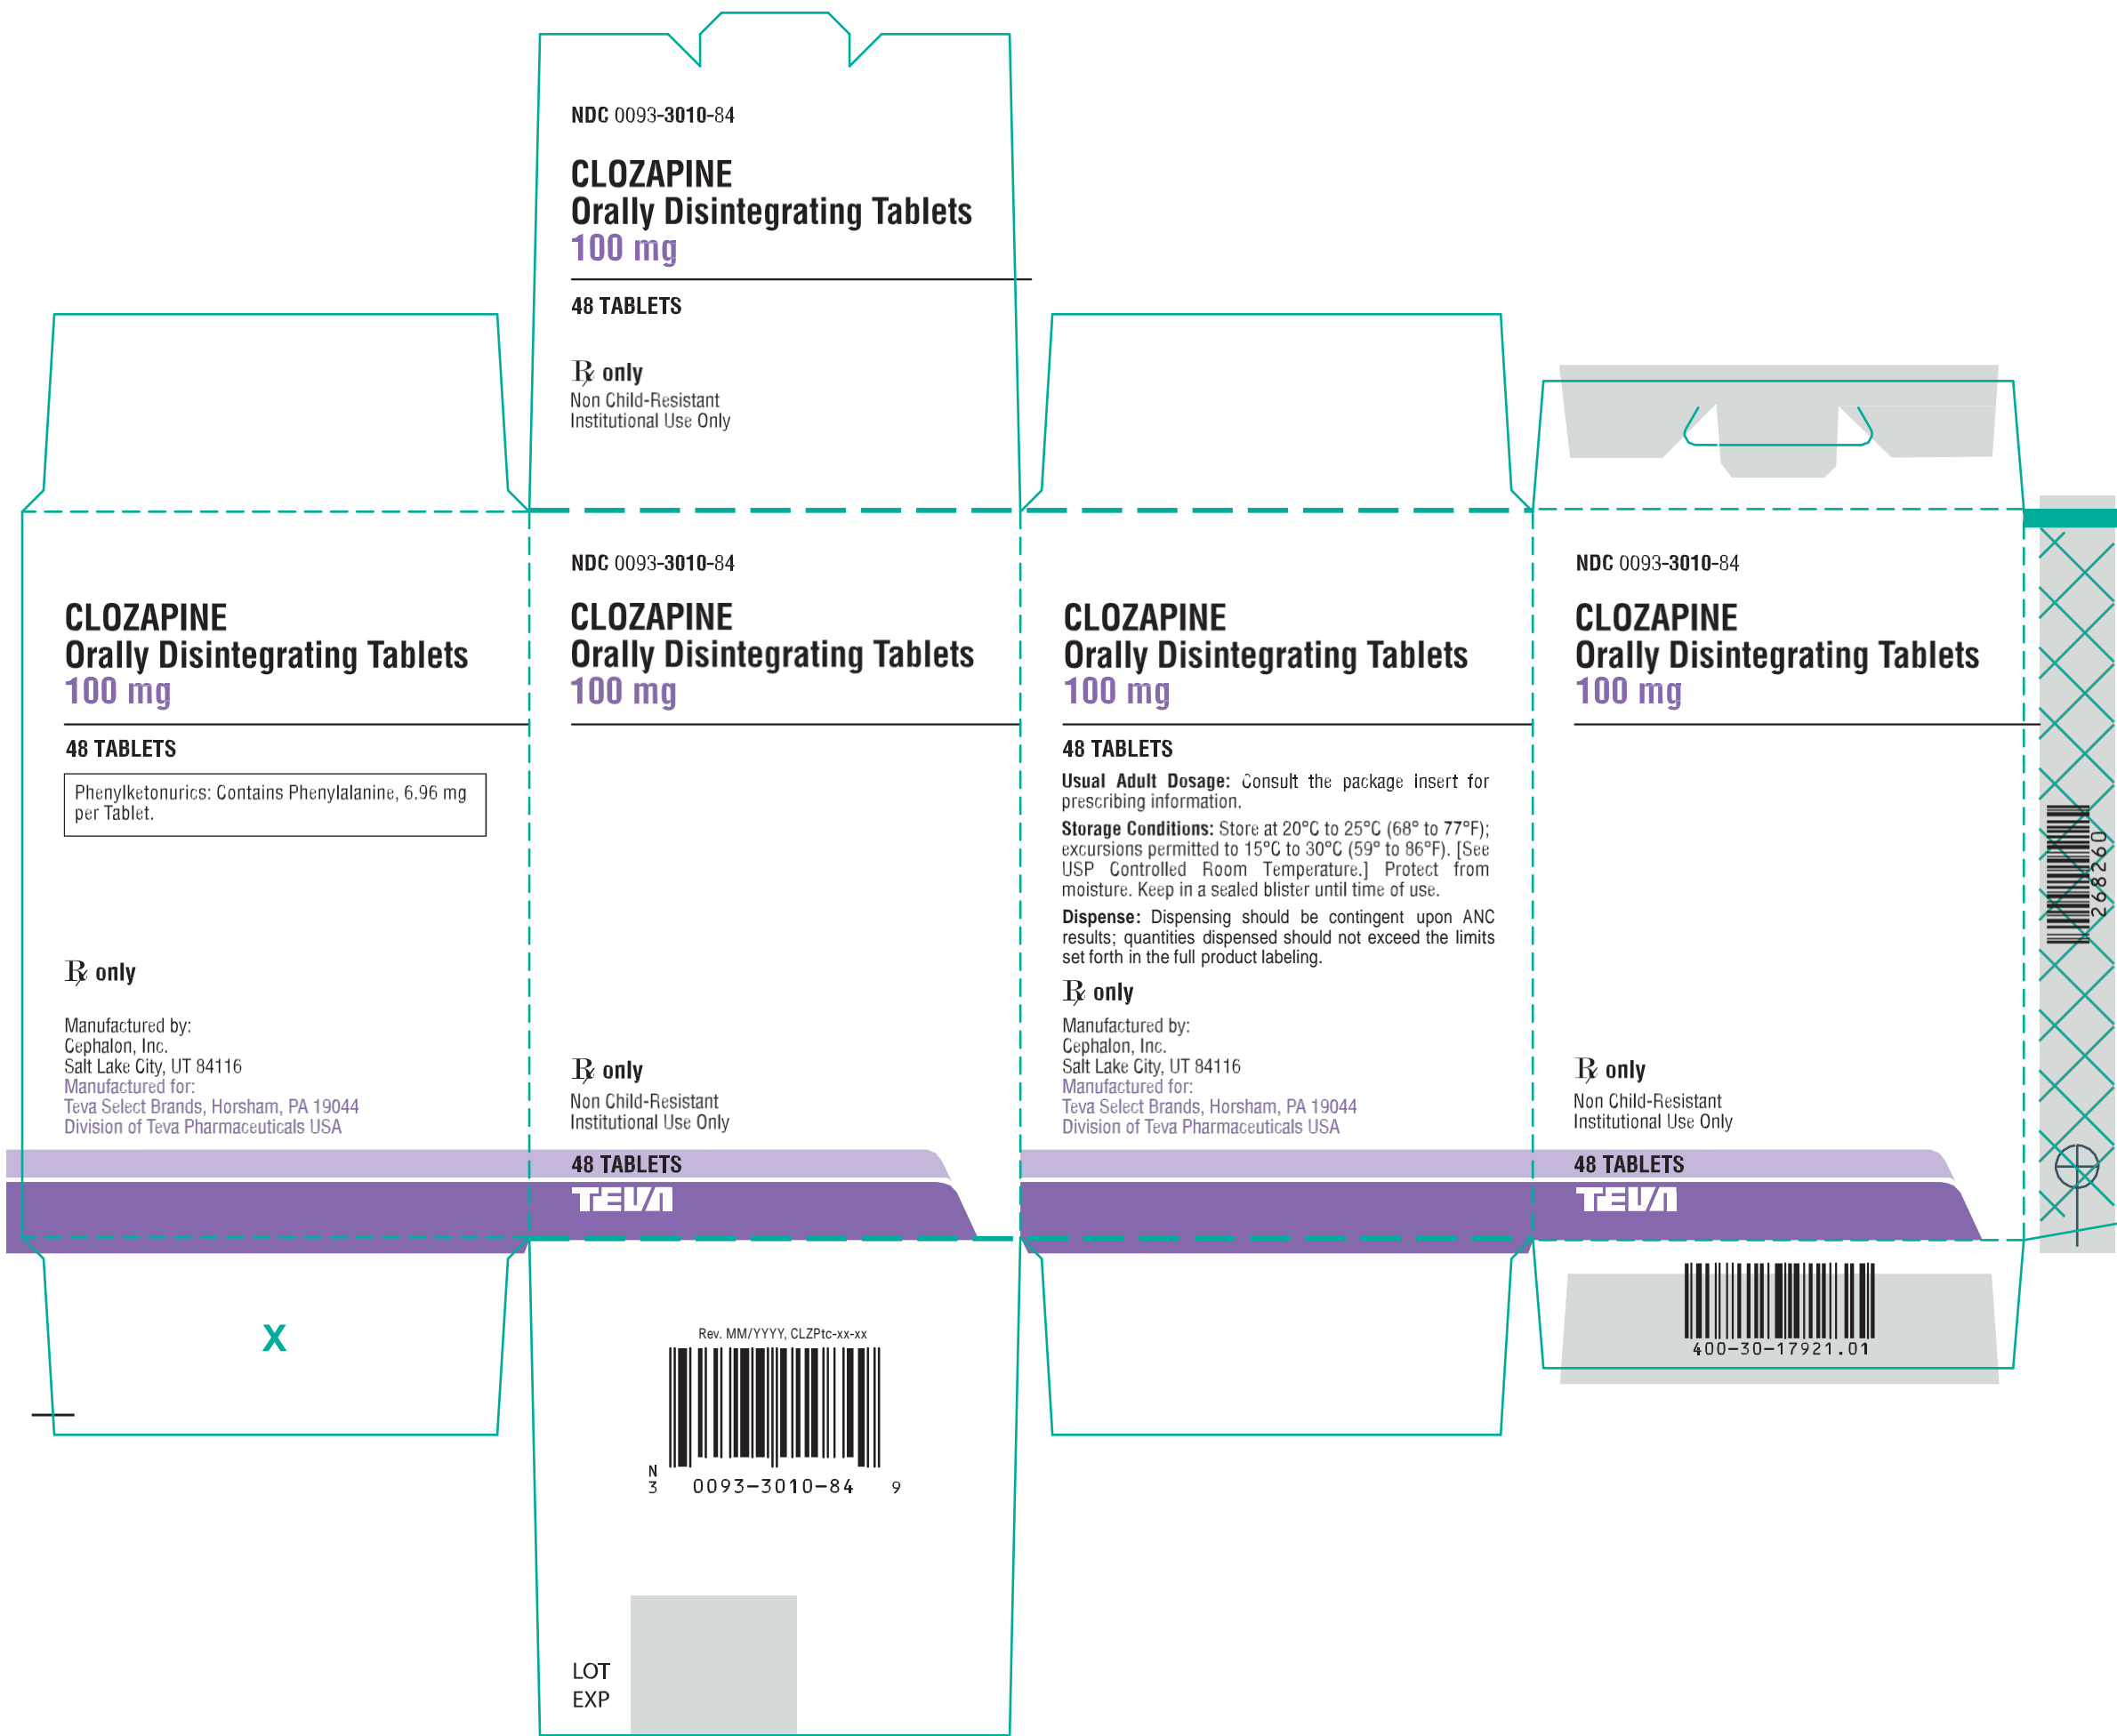 NDC 0093-3010-84
CLOZAPINE
Orally Disintegrating Tablets
100 mg
48 TABLETS
℞ only
Non Child-Resistant
Institutional Use Only
CLOZAPINE
Orally Disintegrating Tablets
100 mg
48 TABLETS
Phenylketonurics: Contains Phenylalanine, 6.96 mg
per Tablet.
℞ only
Manufactured by:
Cephalon, Inc.
Salt Lake City, UT 84116
Manufactured for:
Teva Select Brands, Horsham, PA 19044
Division of Teva Pharmaceuticals USA
X
NDC 0093-3010-84
CLOZAPINE
Orally Disintegrating Tablets
100 mg
℞ only
Non Child-Resistant
Institutional Use Only
48 TABLETS
TEVA
Rev. MM/YYYY, CLZPtc-xx-xx
N
3 0093-3010-84 9
LOT
EXP
CLOZAPINE
Orally Disintegrating Tablets
100 mg
48 TABLETS
Usual Adult Dosage: Consult the package insert for
prescribing information.
Storage Conditions: Store at 20°C to 25°C (68° to 77°F);
excursions permitted to 15°C to 30°C (59° to 86°F). [See
USP Controlled Room Temperature.] Protect from
moisture. Keep in a sealed blister until time of use.
Dispense: Dispensing should be contingent upon ANC
results; quantities dispensed should not exceed the limits
set forth in the full product labeling.
℞ only
Manufactured by:
Cephalon, Inc.
Salt Lake City, UT 84116
Manufactured for:
Teva Select Brands, Horsham, PA 19044
Division of Teva Pharmaceuticals USA
NDC 0093-3010-84
CLOZAPINE
Orally Disintegrating Tablets
100 mg
℞ only
Non Child-Resistant
Institutional Use Only
48 TABLETS
TEVA
400-30-17921.01
268260